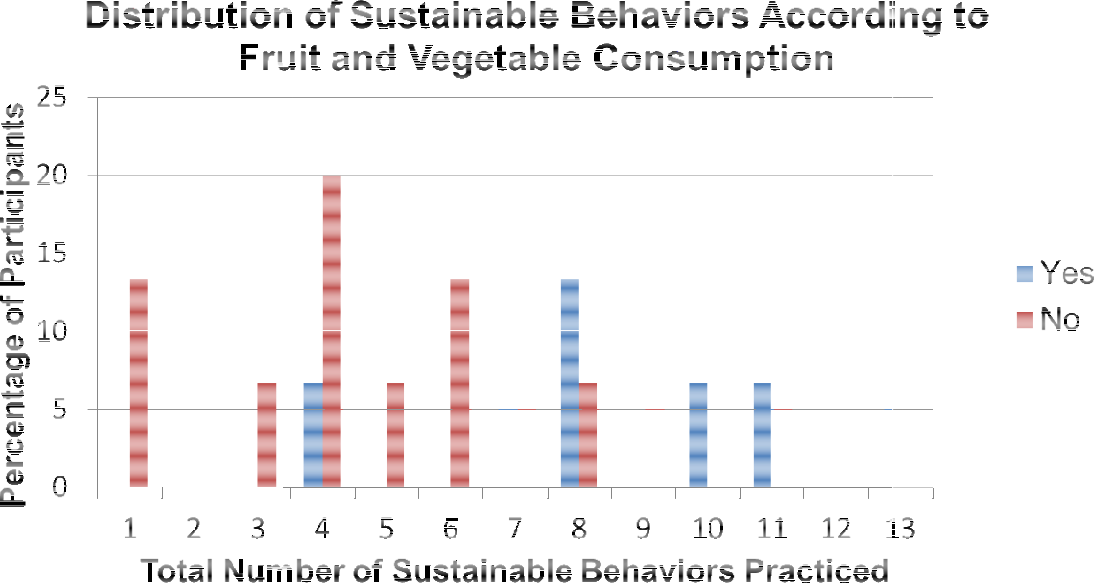 Distribution of Sustainable Behaviors According to
Fruit and Vegetable Consumption
Percentage of Participants
25
20
15
10
5
0
Yes
No
1 2 3 4 5 6 7 8 9 10 11 12 13
Total Number of Sustainable Behaviors Practiced